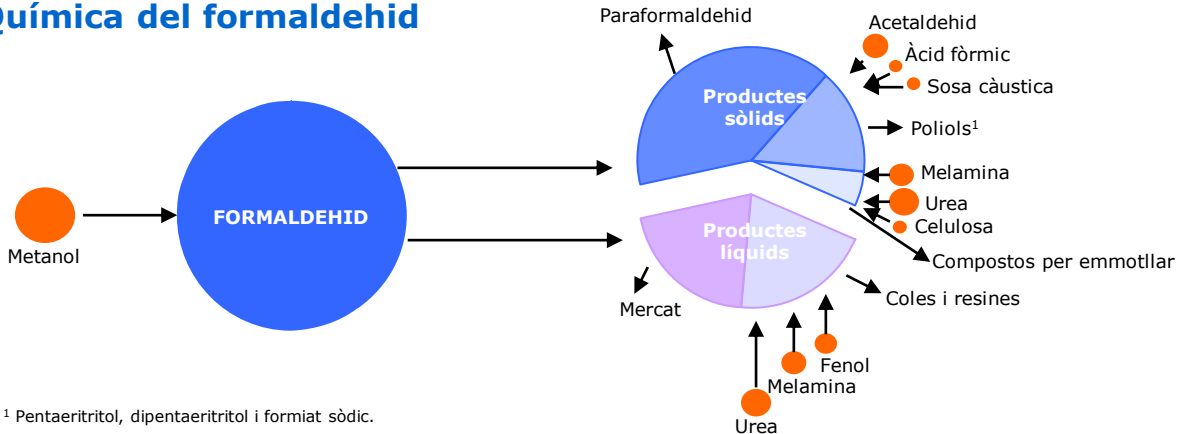 Química del formaldehid
Paraformaldehid
Acetaldehid
Àcid fòrmic
Sosa càustica
Productes
sòlids
Poliols¹
Melamina
Urea
Celulosa
FORMALDEHID
Metanol
Productes
líquids
Compostos per emmotllar
Coles i resines
Mercat
Fenol
Melamina
Urea
¹ Pentaeritritol, dipentaeritritol i formiat sòdic.